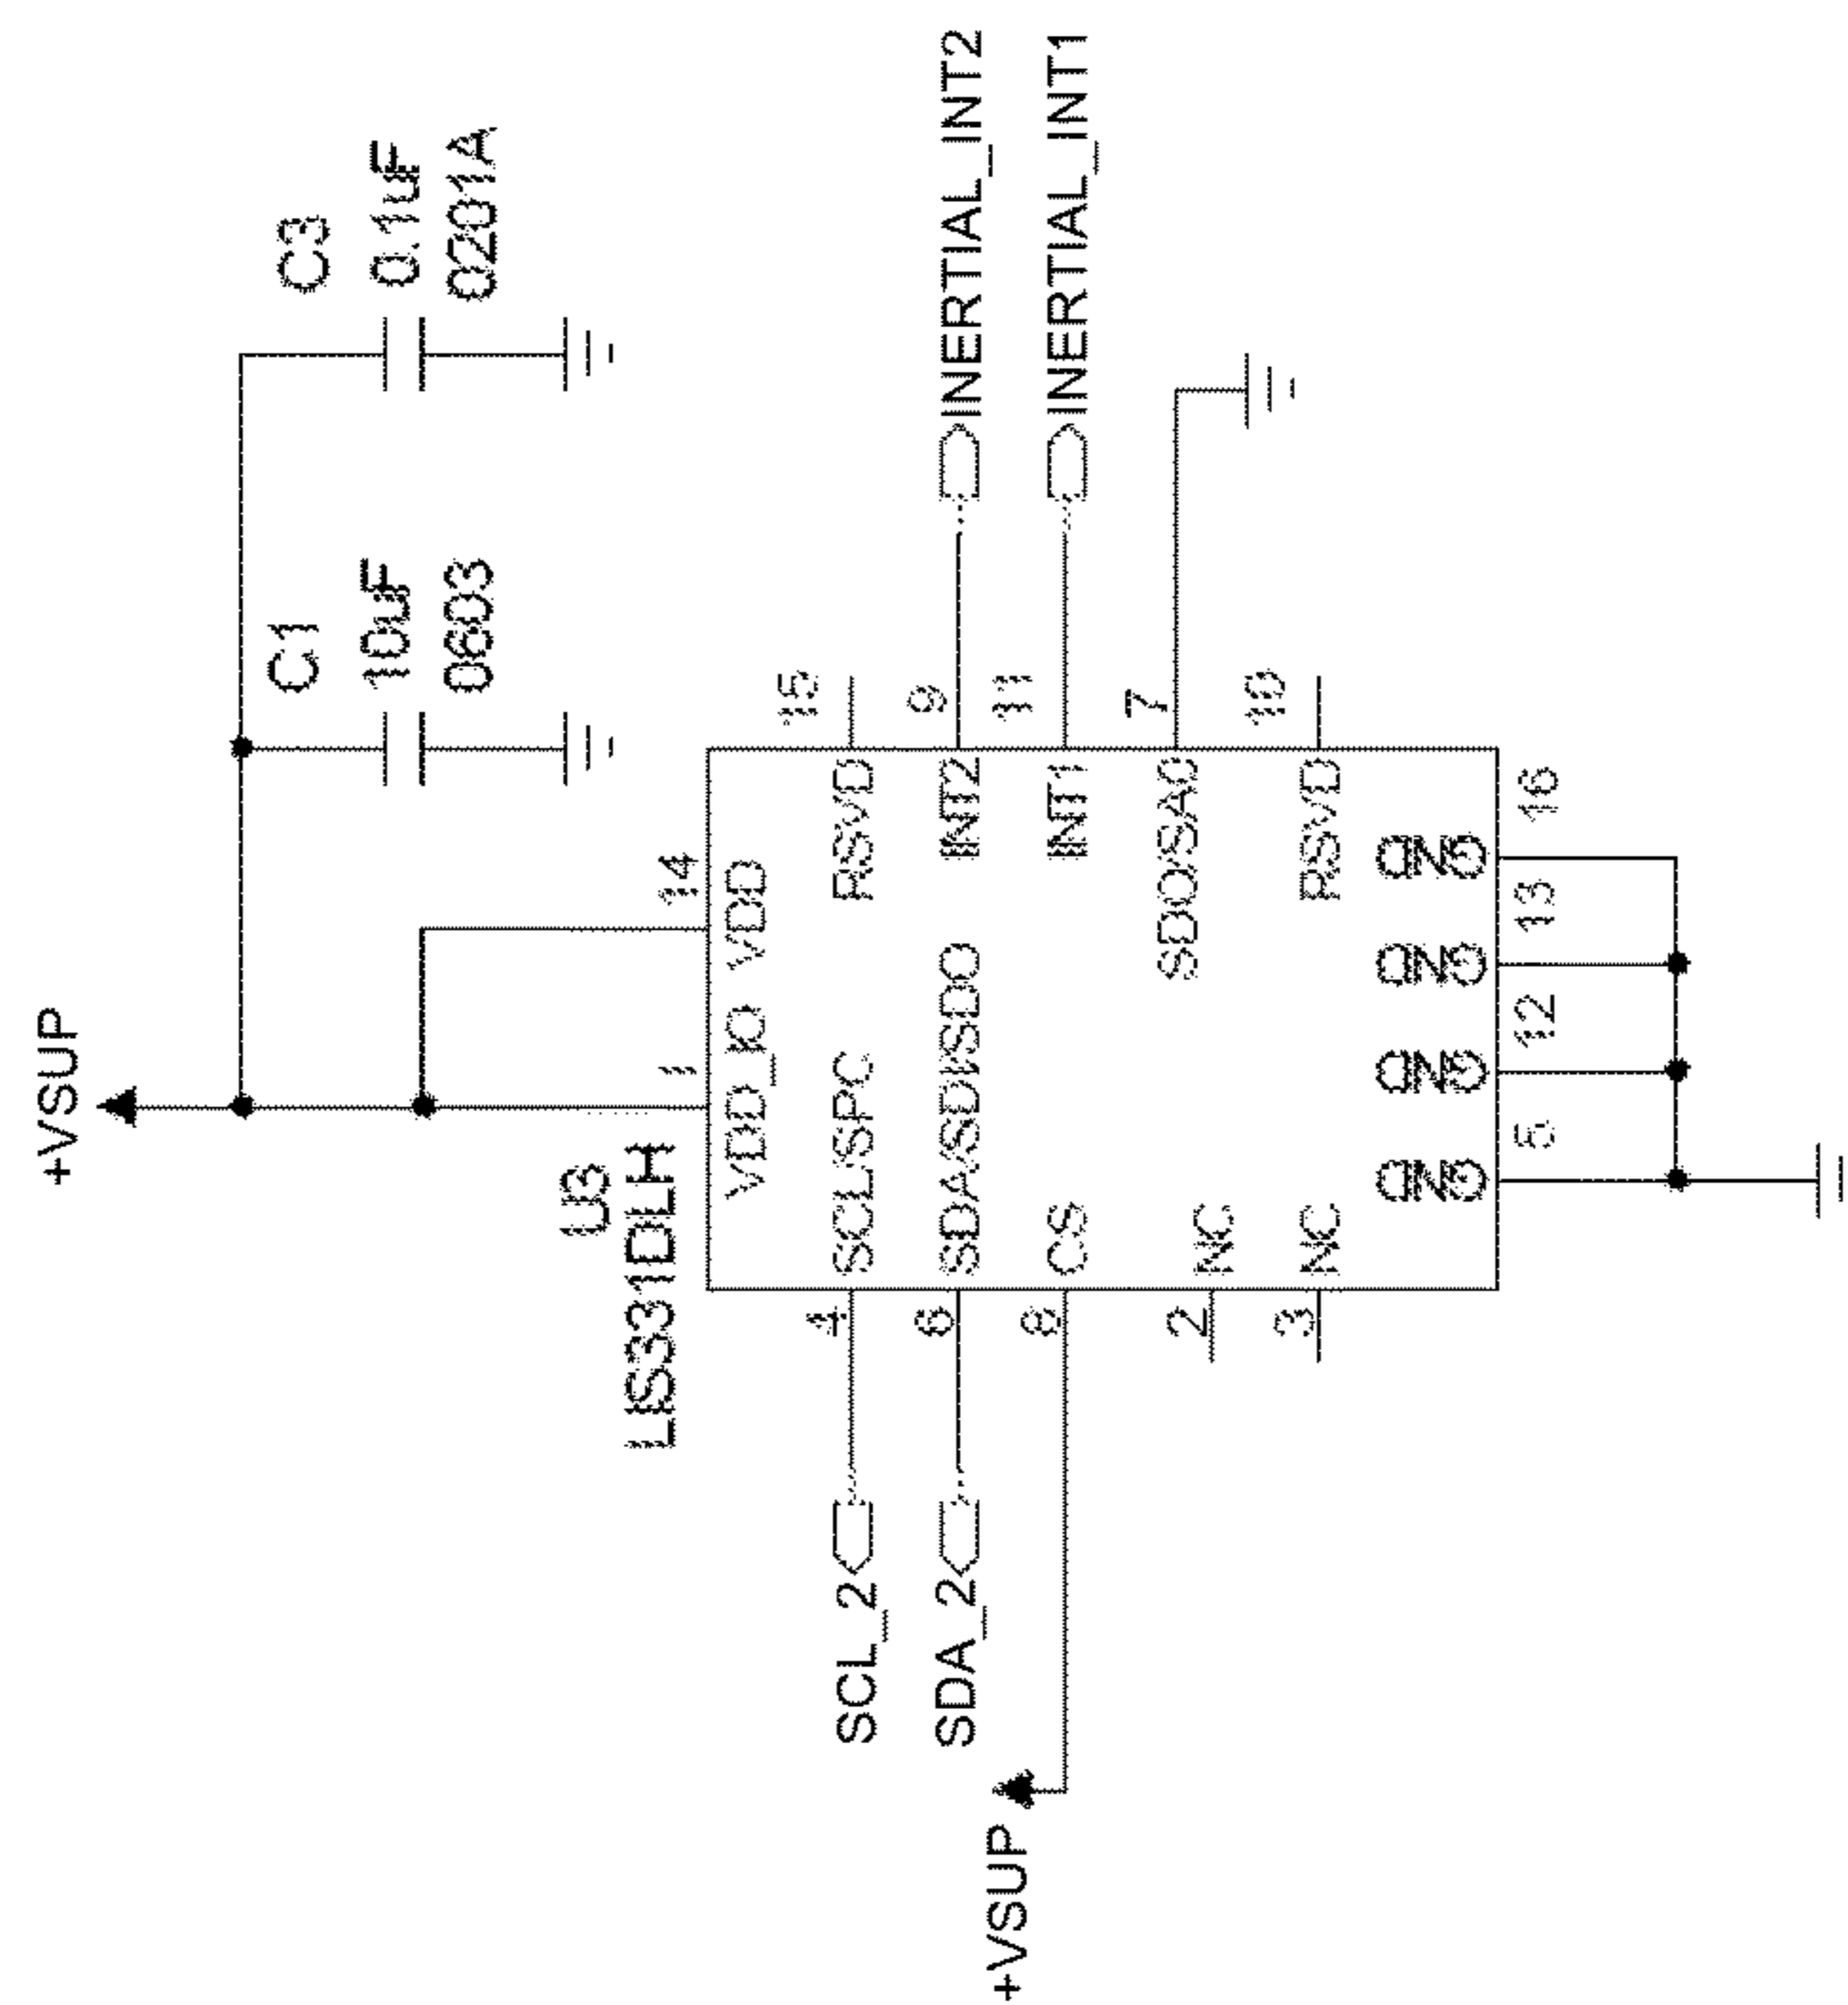 +VSUP
C1
10uF
0603
C3
0.1uF
0201A
U3
LIS331DLH
1
14
VDD_IO
VDD
SCL_2
4
SCL/SPC
RSVD
15
SDA_2
6
SDA/SDI/SDO
INT2
9
INERTIAL_INT2
+VSUP
8
CS
INT1
11
INERTIAL_INT1
SDO/SA0
7
2
NC
3
NC
RSVD
10
GND
GND
GND
GND
5
12
13
16